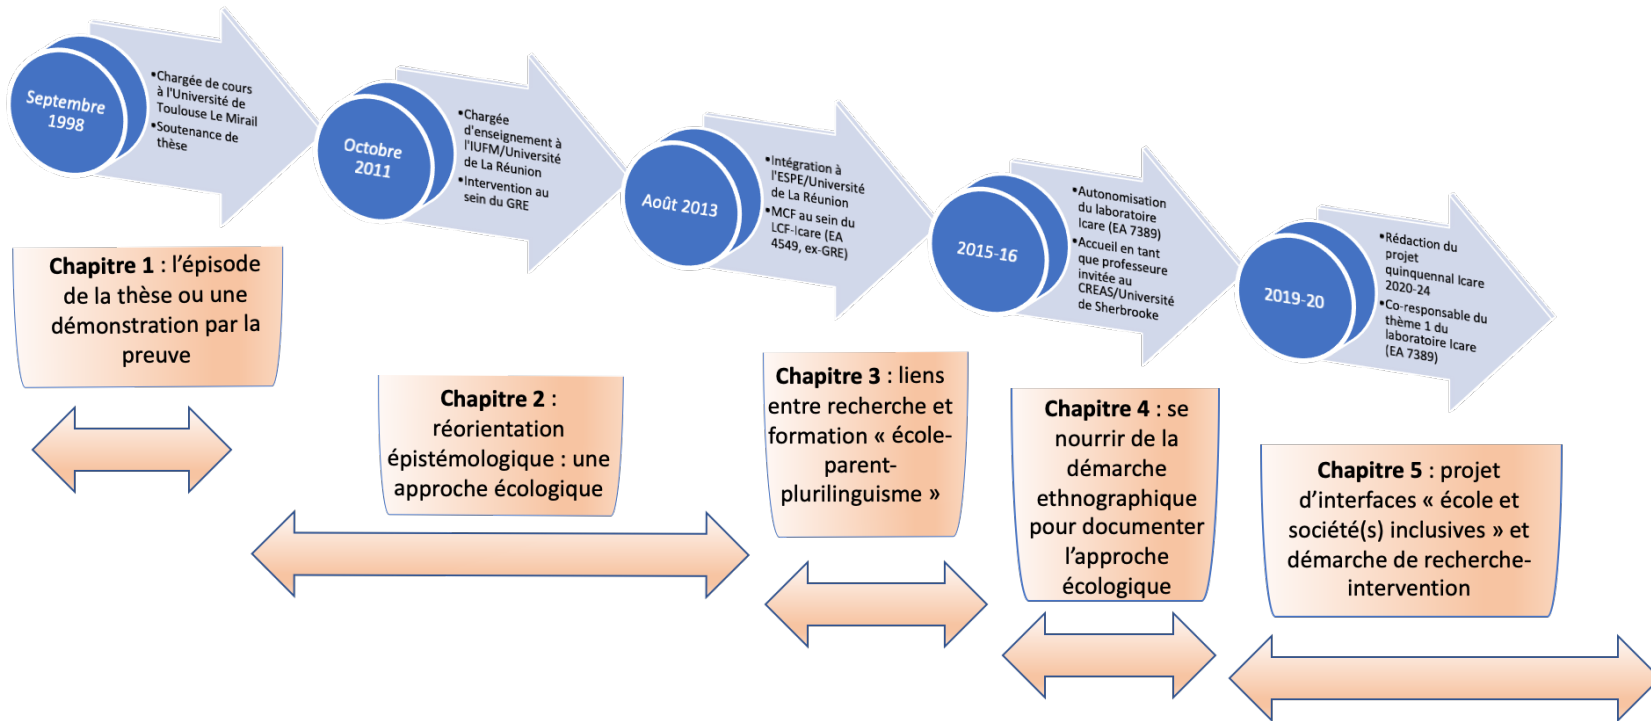 Septembre
1998
•Chargée de cours
à l'Université de
Toulouse Le Mirail
•Soutenance de
thèse
Octobre
2011
•Chargée
d'enseignement à
l'IUFM/Université
de La Réunion
•Intervention au
sein du GRE
Août 2013
•Intégration à
l'ESPE/Université
de La Réunion
•MCF au sein du
LCF-Icare (EA
4549, ex-GRE)
2015-16
•Autonomisation
du laboratoire
Icare (EA 7389)
•Accueil en tant
que professeure
invitée au
CREAS/Université
de Sherbrooke
2019-20
•Rédaction du
projet
quinquennal Icare
2020-24
•Co-responsable du
thème 1 du
laboratoire Icare
(EA 7389)
Chapitre 1 : l’épisode
de la thèse ou une
démonstration par la
preuve
Chapitre 2 :
réorientation
épistémologique : une
approche écologique
Chapitre 3 : liens
entre recherche et
formation « école-
parent-
plurilinguisme »
Chapitre 4 : se
nourrir de la
démarche
ethnographique
pour documenter
l’approche
écologique
Chapitre 5 : projet
d’interfaces « école et
société(s) inclusives » et
démarche de recherche-
intervention